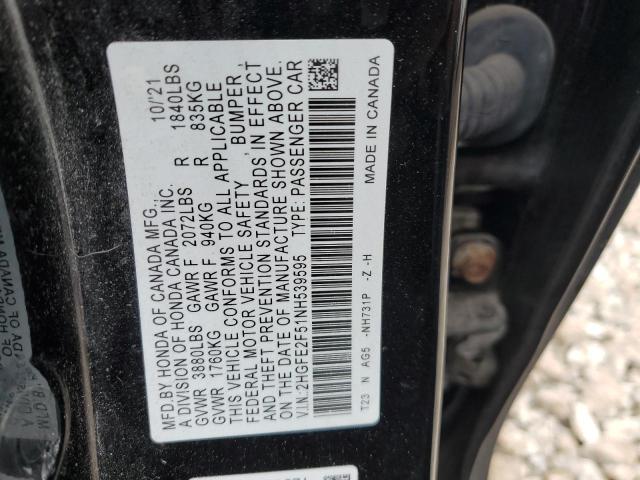 MFD.BY HONDA OF CANADA MFG., 10/'21
A DIVISION OF HONDA CANADA INC.
GVWR 3880LBS GAWR F 2072LBS R 1840LBS
GVWR 1760KG GAWR F 940KG R 835KG
THIS VEHICLE CONFORMS TO ALL APPLICABLE
FEDERAL MOTOR VEHICLE SAFETY, BUMPER,
AND THEFT PREVENTION STANDARDS IN EFFECT
ON THE DATE OF MANUFACTURE SHOWN ABOVE.
V.I.N.:2HGFE2F51NH539595 TYPE: PASSENGER CAR
T23 N AG5 -NH731P -Z -H MADE IN CANADA